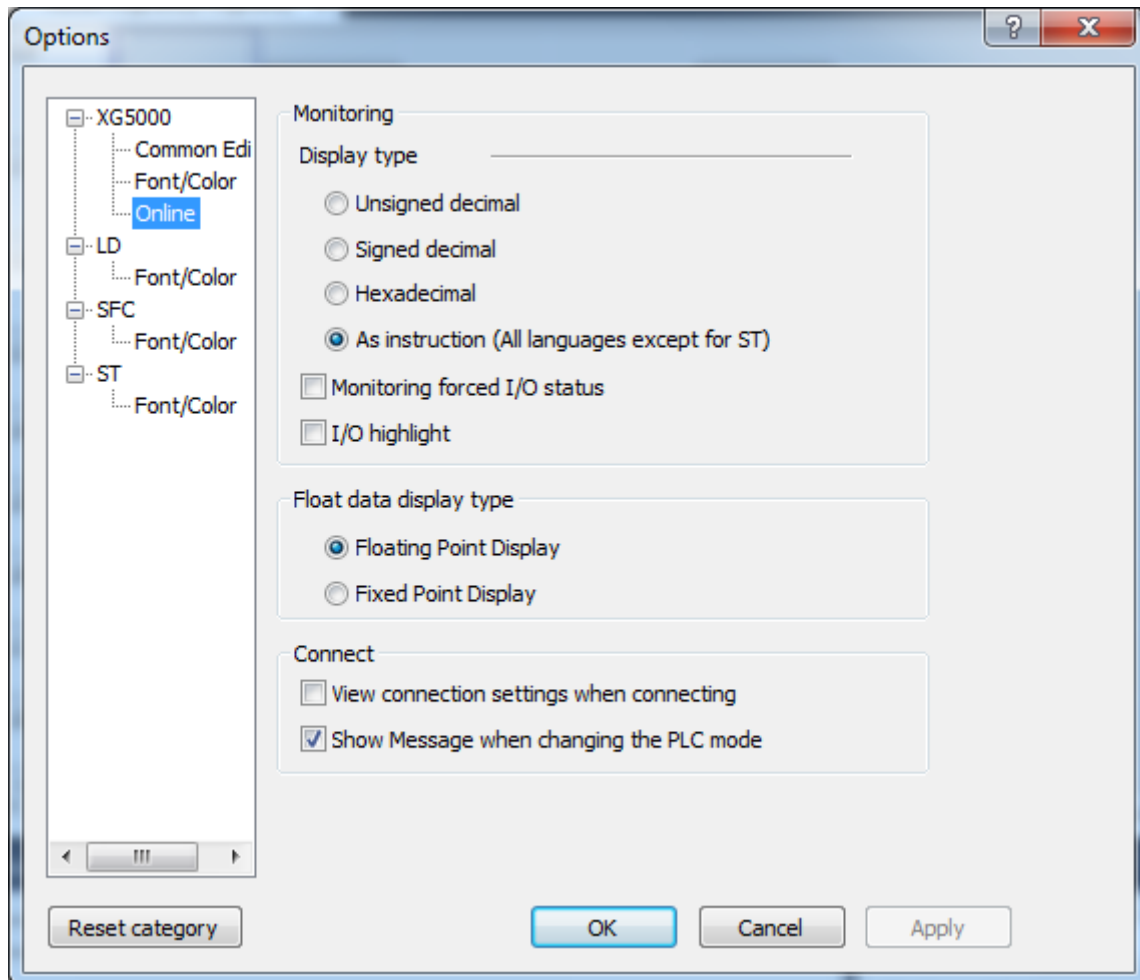 Options
XG5000
Common Edi
Font/Color
Online
LD
Font/Color
SFC
Font/Color
ST
Font/Color
Monitoring
Display type
Unsigned decimal
Signed decimal
Hexadecimal
As instruction (All languages except for ST)
Monitoring forced I/O status
I/O highlight
Float data display type
Floating Point Display
Fixed Point Display
Connect
View connection settings when connecting
Show Message when changing the PLC mode
Reset category
OK
Cancel
Apply